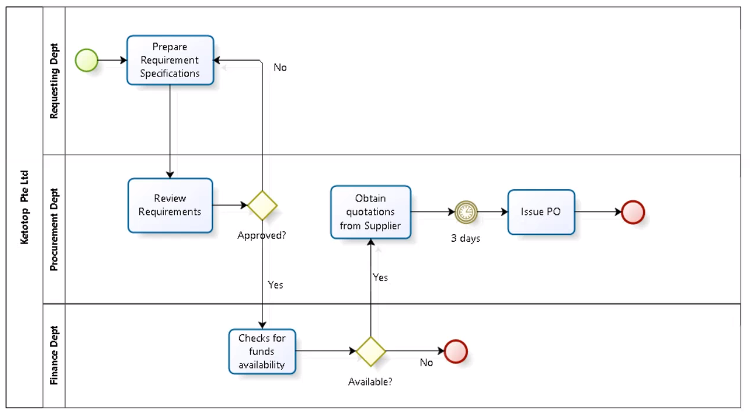 Ketotop Pte Ltd
Requesting Dept
Prepare
Requirement
Specifications
No
Procurement Dept
Review
Requirements
Approved?
Yes
Obtain
quotations
from Supplier
3 days
Issue PO
Yes
Finance Dept
Checks for
funds
availability
Available?
No